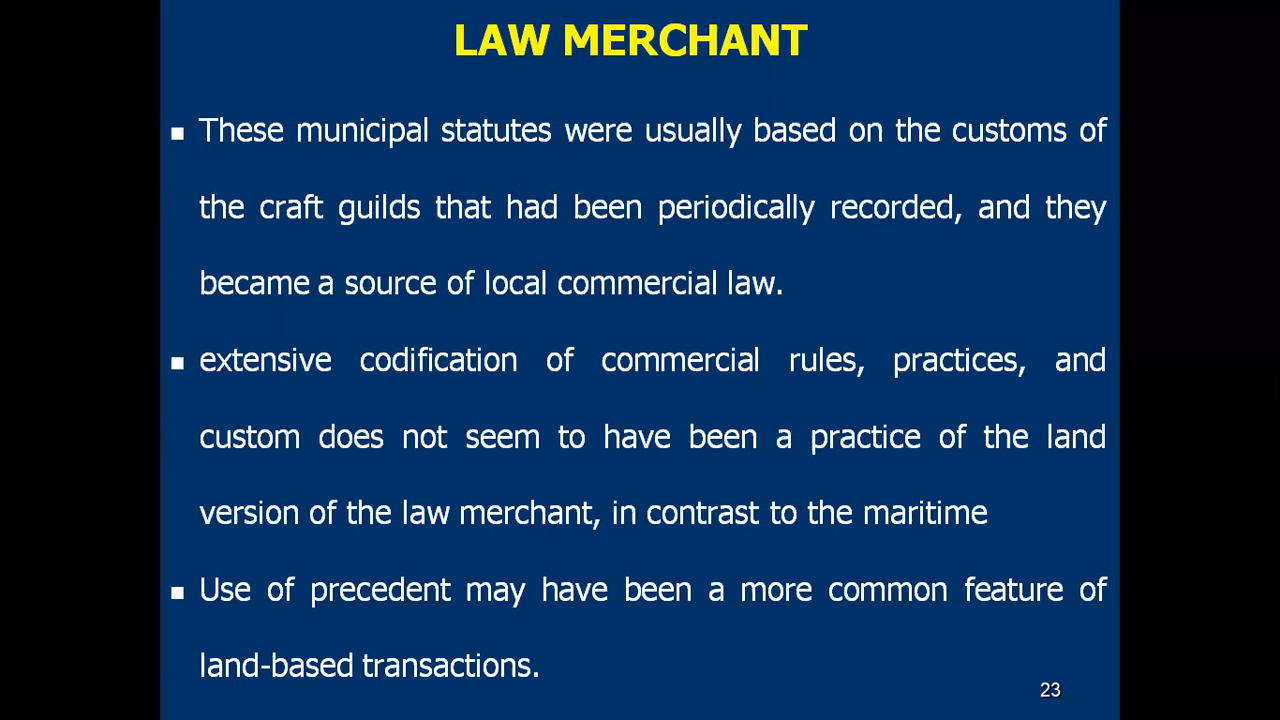 LAW MERCHANT
These municipal statutes were usually based on the customs of
the craft guilds that had been periodically recorded, and they
became a source of local commercial law.
extensive codification of commercial rules, practices, and
custom does not seem to have been a practice of the land
version of the law merchant, in contrast to the maritime
Use of precedent may have been a more common feature of
land-based transactions.
23